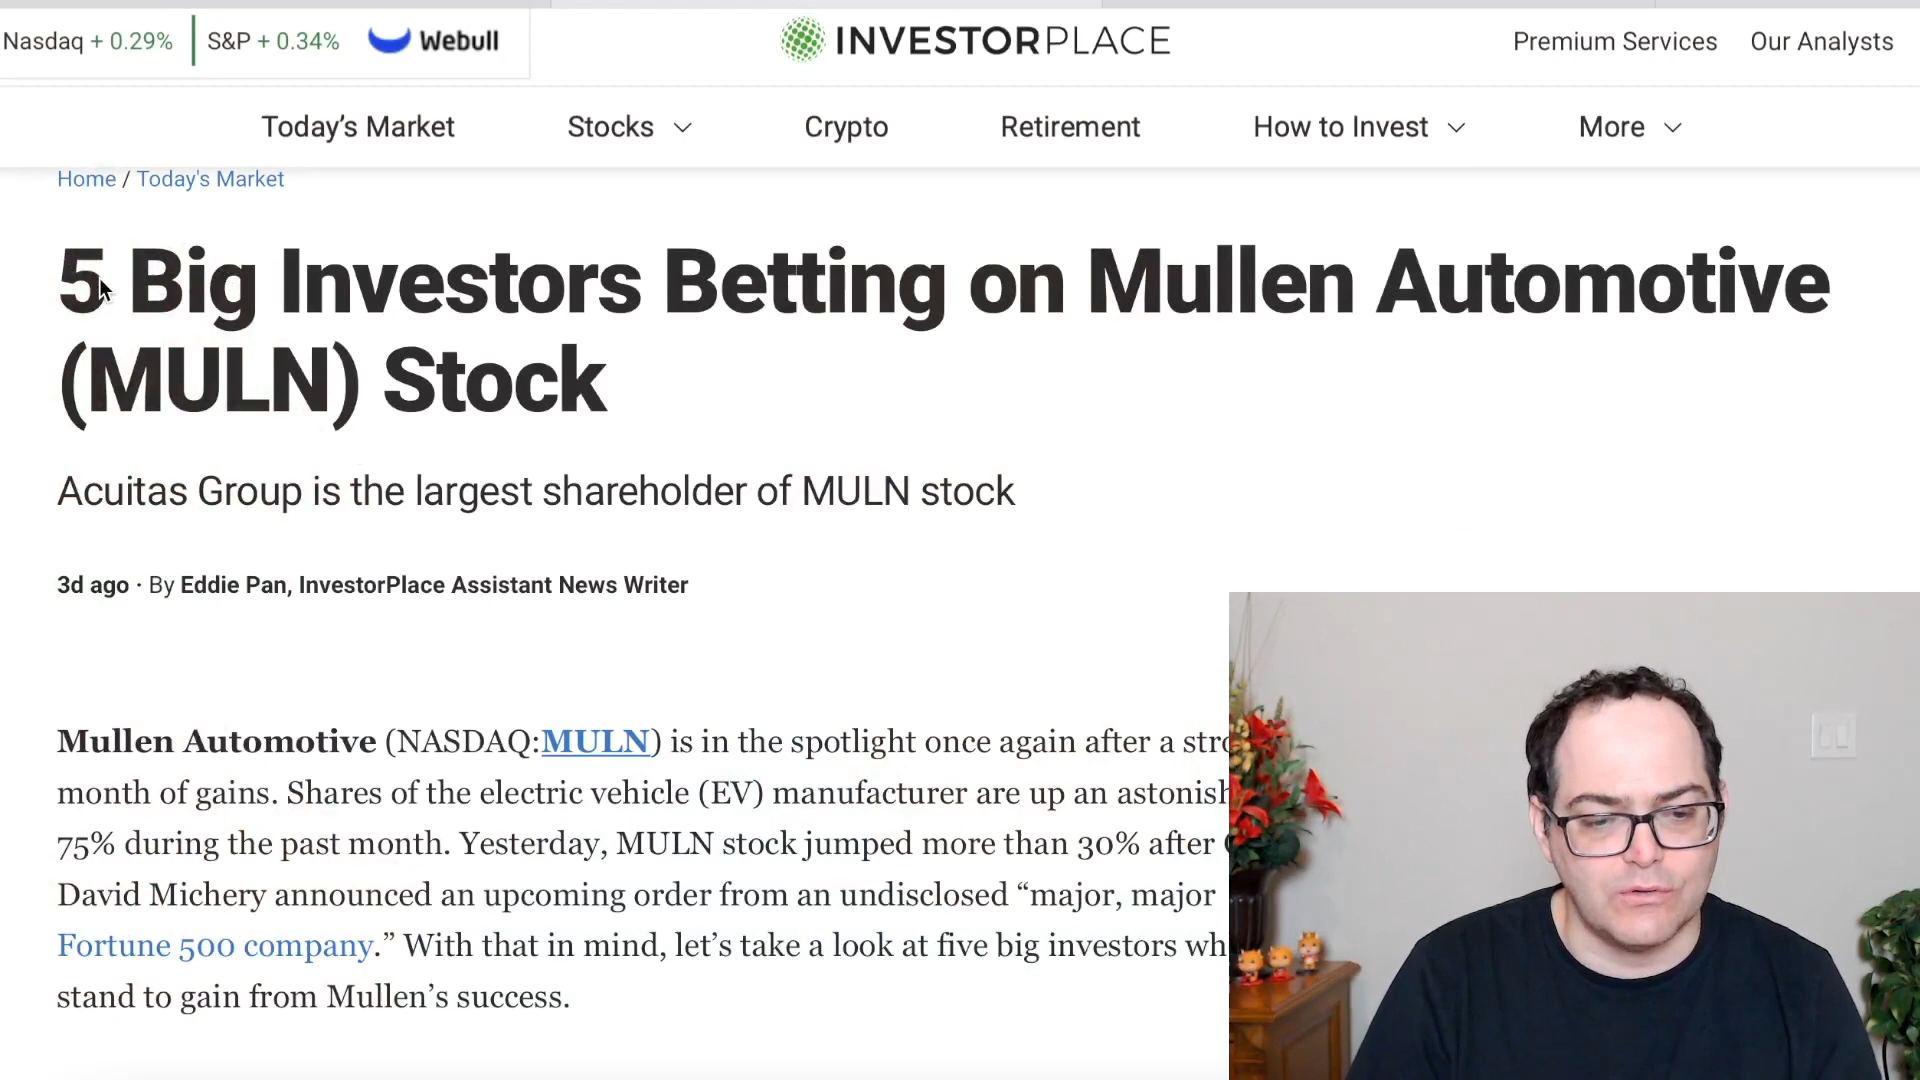 Nasdaq + 0.29% S&P + 0.34% Webull INVESTORPLACE Premium Services Our Analysts
Today's Market Stocks Crypto Retirement How to Invest More
Home / Today's Market
5 Big Investors Betting on Mullen Automotive
(MULN) Stock
Acuitas Group is the largest shareholder of MULN stock
3d ago · By Eddie Pan, InvestorPlace Assistant News Writer
Mullen Automotive (NASDAQ:MULN) is in the spotlight once again after a
month of gains. Shares of the electric vehicle (EV) manufacturer are up an
75% during the past month. Yesterday, MULN stock jumped more than 30% after
David Michery announced an upcoming order from an undisclosed “major, major
Fortune 500 company.” With that in mind, let’s take a look at five big investors
stand to gain from Mullen’s success.